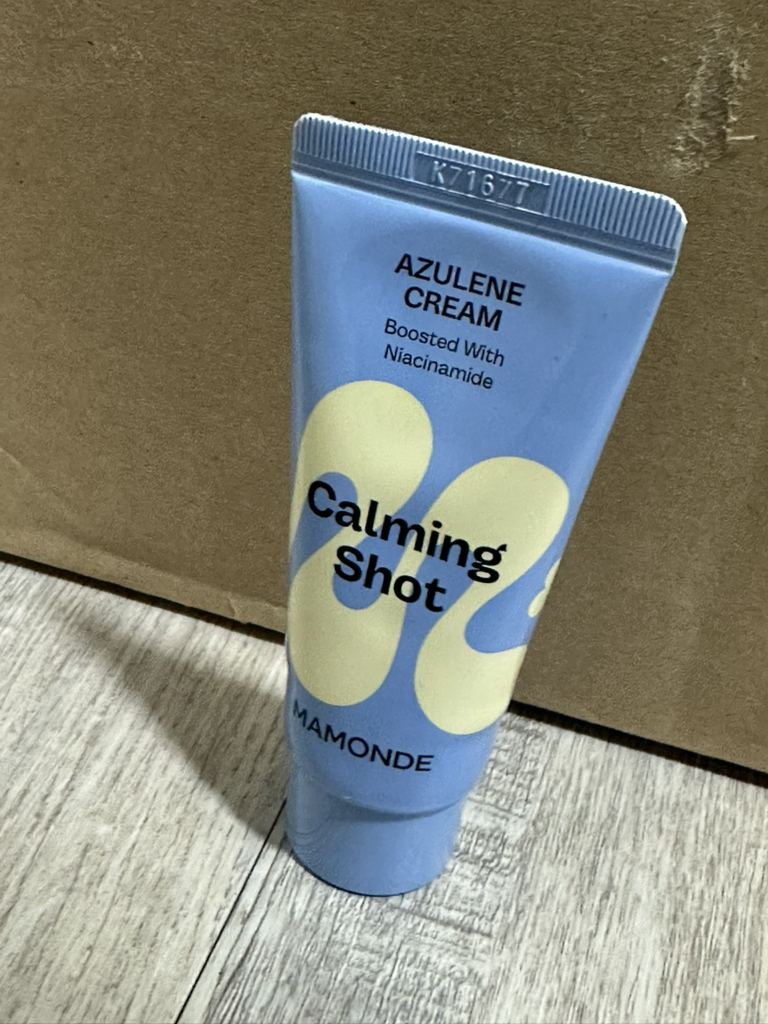 K71677
AZULENE
CREAM
Boosted With
Niacinamide
Calming
Shot
MAMONDE